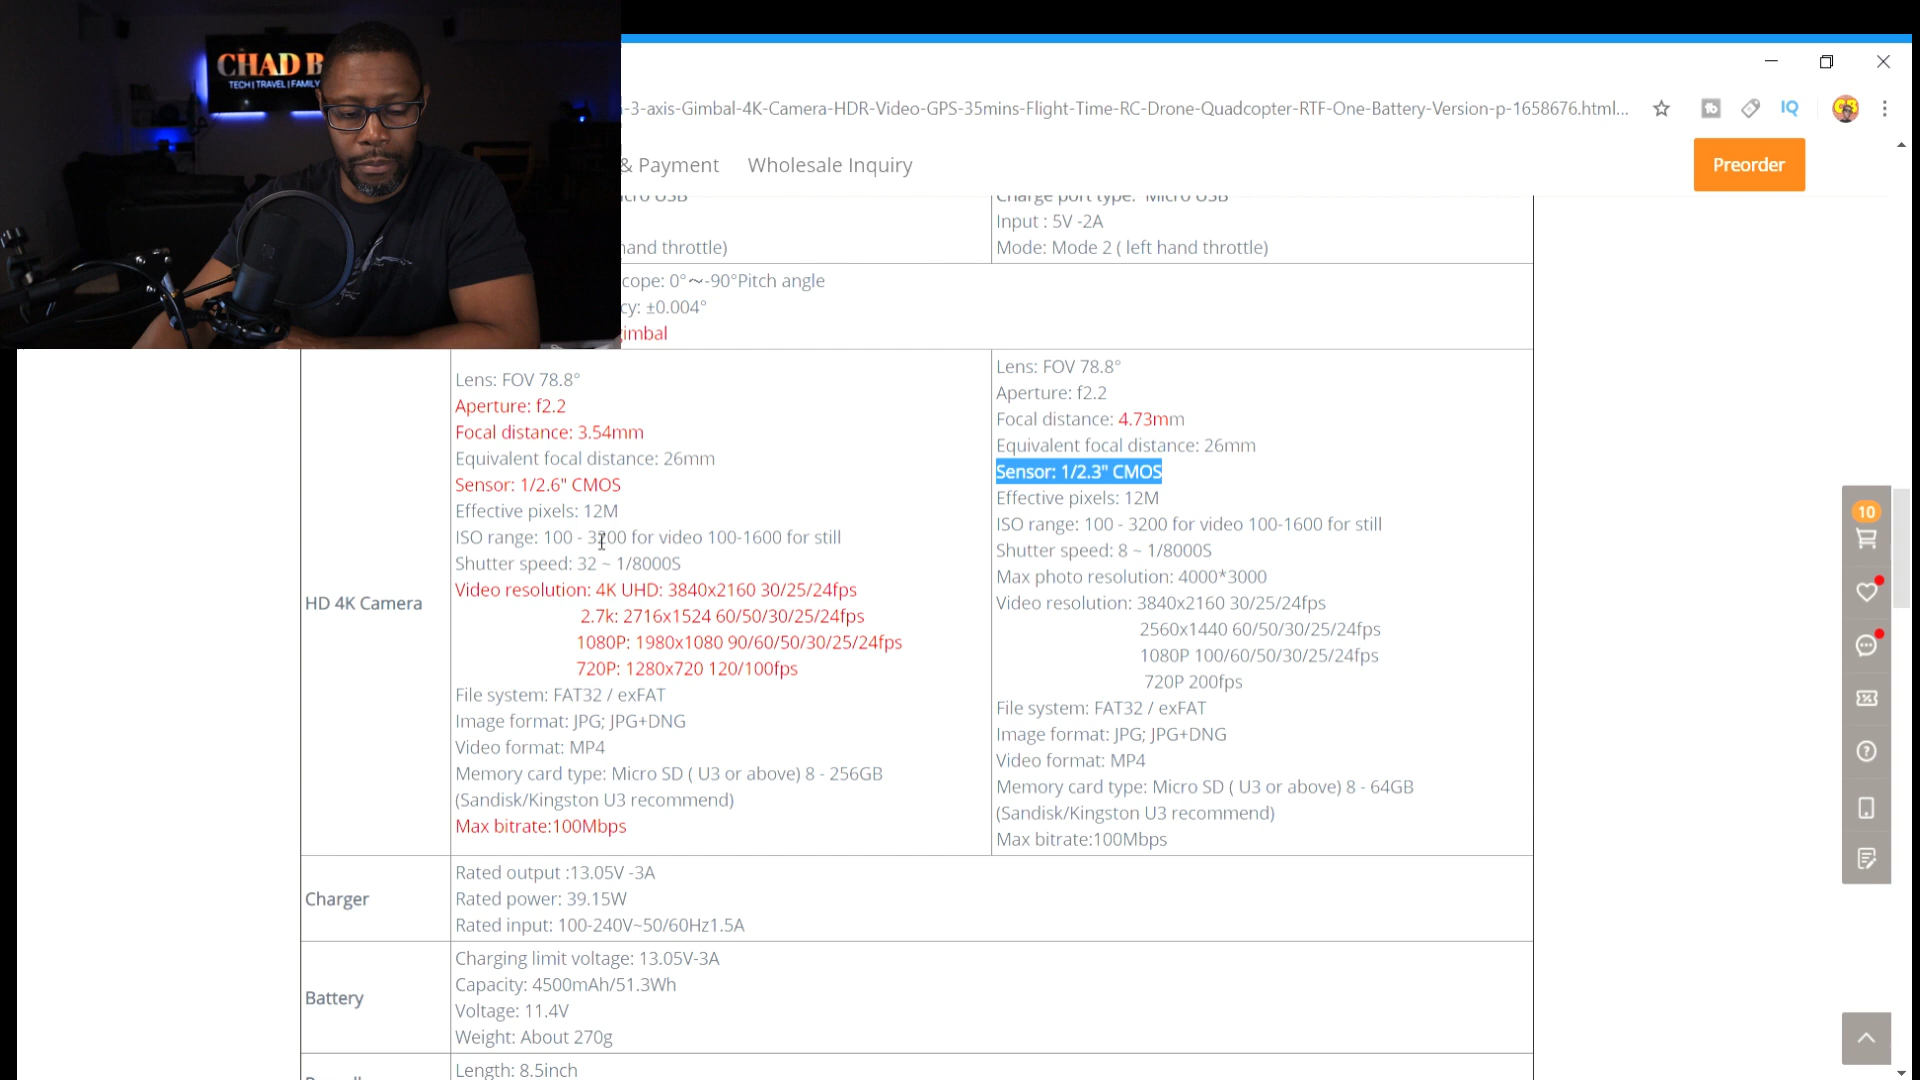 CHAD B
TECH | TRAVEL | FAMILY
-3-axis-Gimbal-4K-Camera-HDR-Video-GPS-35mins-Flight-Time-RC-Drone-Quadcopter-RTF-One-Battery-Version-p-1658676.html...
IQ
& Payment
Wholesale Inquiry
Preorder
hand throttle)
Charge port type: Micro USB
Input : 5V -2A
Mode: Mode 2 ( left hand throttle)
cope: 0°～-90°Pitch angle
cy: ±0.004°
imbal
HD 4K Camera
Lens: FOV 78.8°
Aperture: f2.2
Focal distance: 3.54mm
Equivalent focal distance: 26mm
Sensor: 1/2.6" CMOS
Effective pixels: 12M
ISO range: 100 - 3200 for video 100-1600 for still
Shutter speed: 32 ~ 1/8000S
Video resolution: 4K UHD: 3840x2160 30/25/24fps
2.7k: 2716x1524 60/50/30/25/24fps
1080P: 1980x1080 90/60/50/30/25/24fps
720P: 1280x720 120/100fps
File system: FAT32 / exFAT
Image format: JPG; JPG+DNG
Video format: MP4
Memory card type: Micro SD ( U3 or above) 8 - 256GB
(Sandisk/Kingston U3 recommend)
Max bitrate:100Mbps
Lens: FOV 78.8°
Aperture: f2.2
Focal distance: 4.73mm
Equivalent focal distance: 26mm
Sensor: 1/2.3" CMOS
Effective pixels: 12M
ISO range: 100 - 3200 for video 100-1600 for still
Shutter speed: 8 ~ 1/8000S
Max photo resolution: 4000*3000
Video resolution: 3840x2160 30/25/24fps
2560x1440 60/50/30/25/24fps
1080P 100/60/50/30/25/24fps
720P 200fps
File system: FAT32 / exFAT
Image format: JPG; JPG+DNG
Video format: MP4
Memory card type: Micro SD ( U3 or above) 8 - 64GB
(Sandisk/Kingston U3 recommend)
Max bitrate:100Mbps
10
Charger
Rated output :13.05V -3A
Rated power: 39.15W
Rated input: 100-240V~50/60Hz1.5A
Battery
Charging limit voltage: 13.05V-3A
Capacity: 4500mAh/51.3Wh
Voltage: 11.4V
Weight: About 270g
Length: 8.5inch